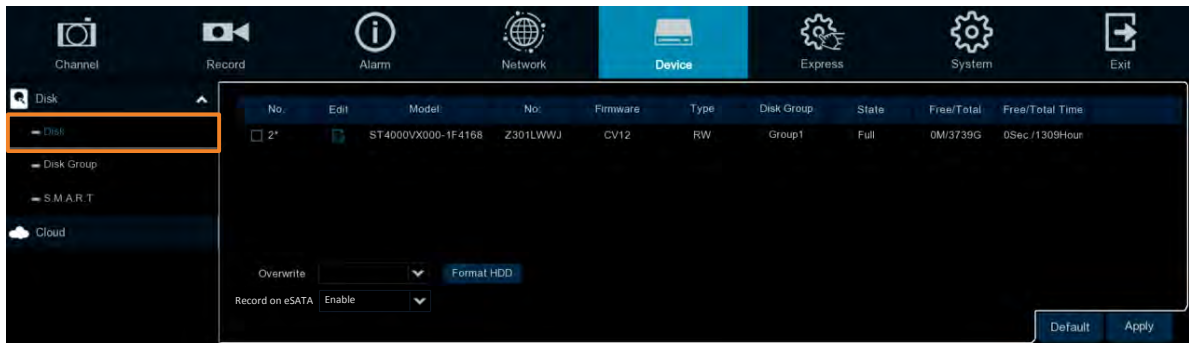 Channel Record Alarm Network Device Express System Exit
Disk
No. Edit Model No: Firmware Type Disk Group State Free/Total Free/Total Time
Disk
2* ST4000VX000-1F4168 Z301LWWJ CV12 RW Group1 Full 0M/3739G 0Sec./1309Hour
Disk Group
S.M.A.R.T
Cloud
Overwrite Format HDD
Record on eSATA Enable
Default Apply